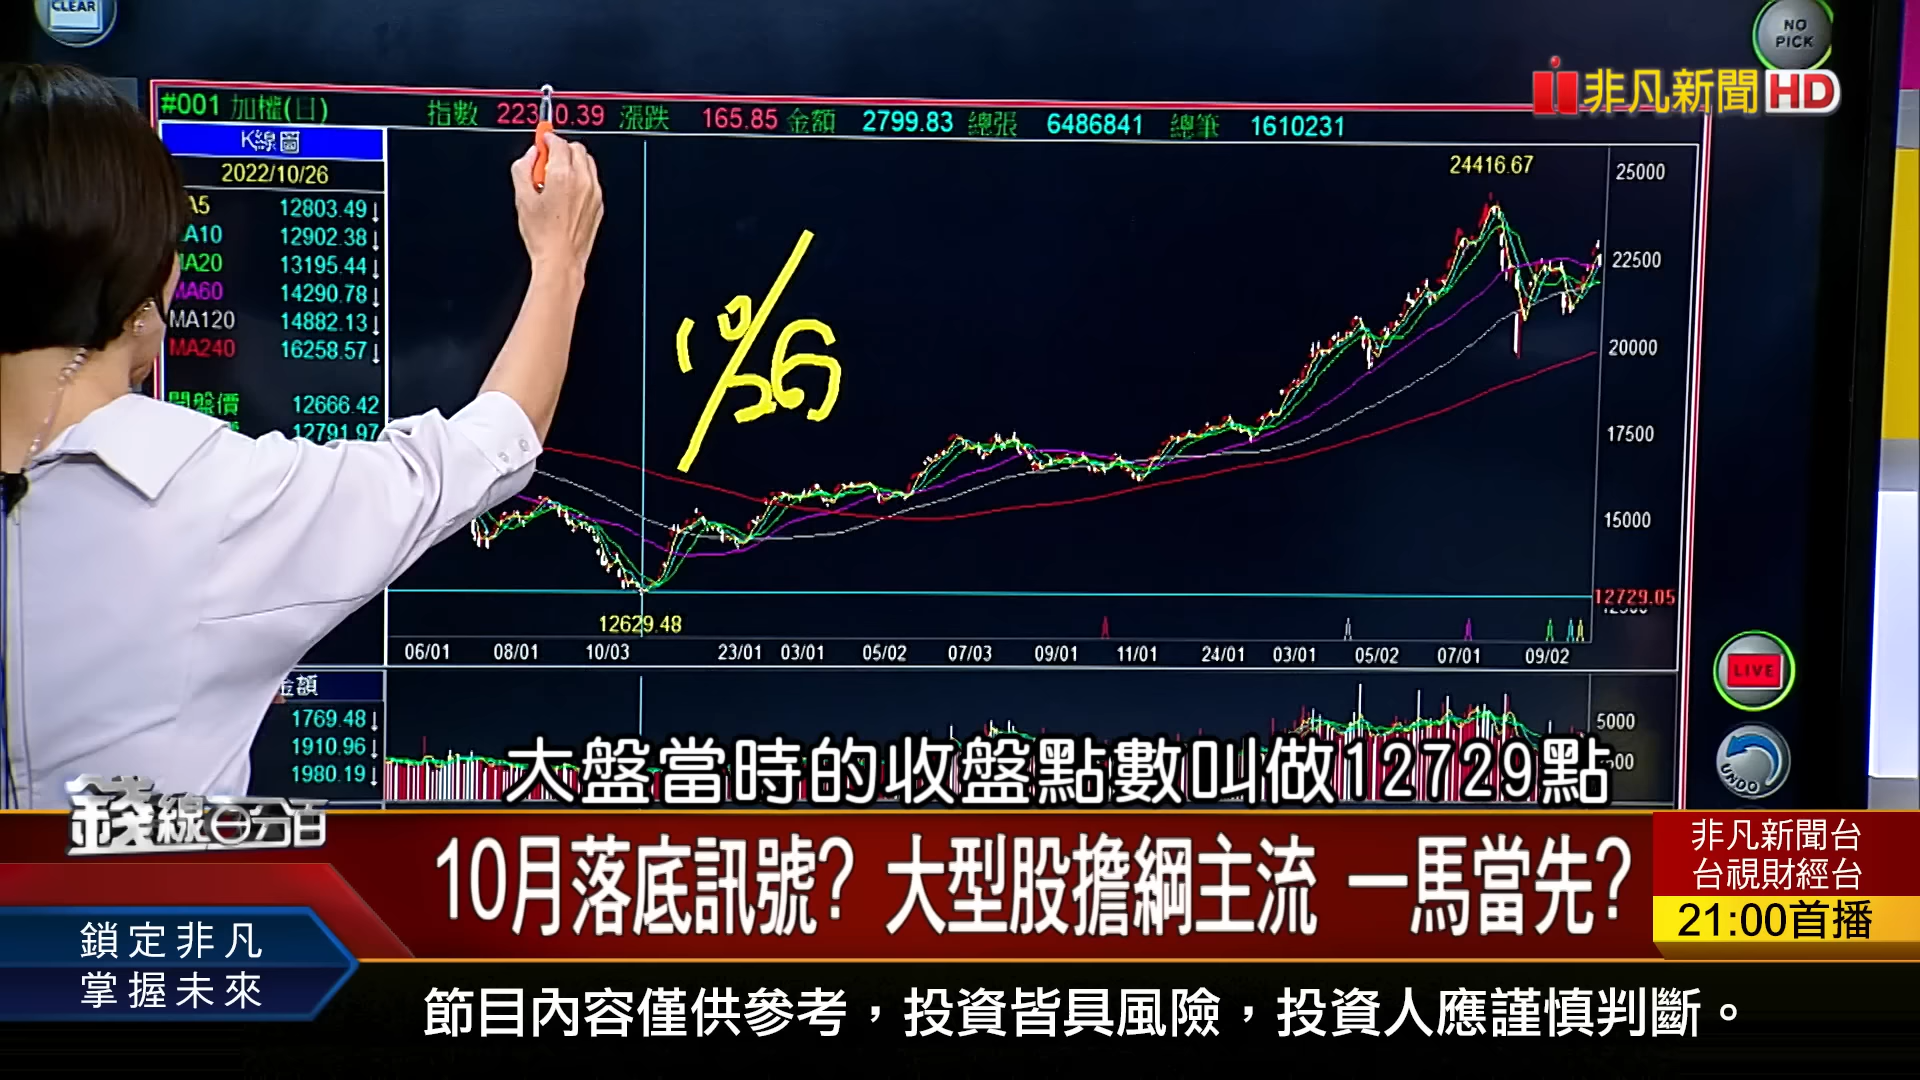 CLEAR
NO
PICK
非凡新聞HD
#001 加權(日) 指數 漲跌 165.85 金額 2799.83 總張 6486841 總筆 1610231
K線圖
2022/10/26
A5 12803.49↓
A10 12902.38↓
MA20 13195.44↓
MA60 14290.78↓
MA120 14882.13↓
MA240 16258.57↓
開盤價 12666.42
12791.97
24416.67
25000
22500
20000
17500
15000
12729.05
10/26
12629.48
06/01 08/01 10/03 23/01 03/01 05/02 07/03 09/01 11/01 24/01 03/01 05/02 07/01 09/02
金額
1769.48↓
1910.96↓
1980.19↓
5000
LIVE
UNDO
大盤當時的收盤點數叫做12729點
錢線百分百
10月落底訊號? 大型股擔綱主流 一馬當先?
非凡新聞台
台視財經台
21:00首播
鎖定非凡
掌握未來
節目內容僅供參考，投資皆具風險，投資人應謹慎判斷。